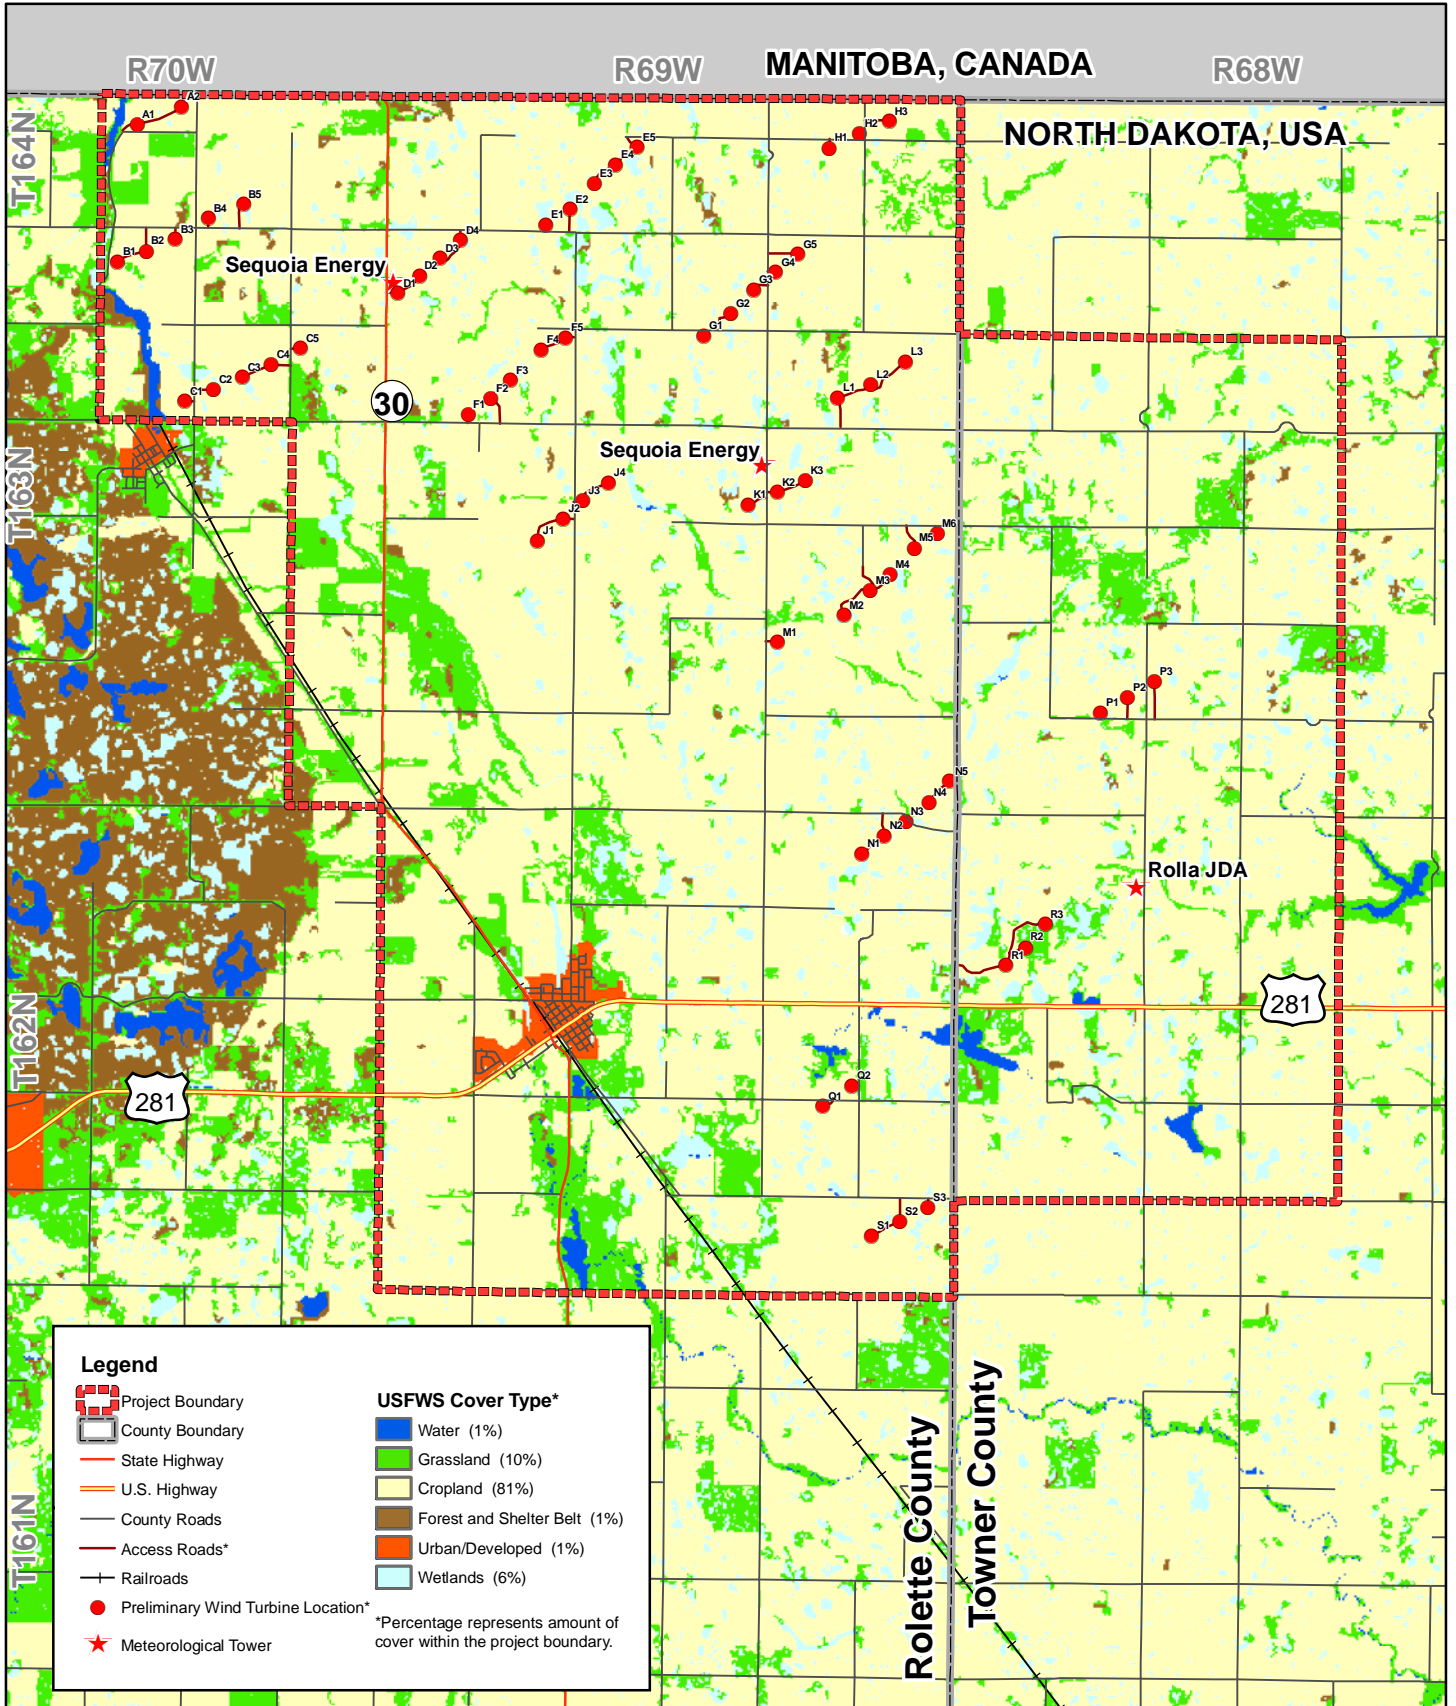 MANITOBA, CANADA
R70W
R69W
R68W
NORTH DAKOTA, USA
T164N
A1
A2
H1
H2
H3
E5
E4
E3
E2
E1
B5
B4
B3
B2
B1
D4
D3
D2
D1
Sequoia Energy
G5
G4
G3
G2
G1
F5
F4
F3
F2
F1
C5
C4
C3
C2
C1
L3
L2
L1
30
T163N
Sequoia Energy
J4
J3
J2
J1
K3
K2
K1
M6
M5
M4
M3
M2
M1
P3
P2
P1
N5
N4
N3
N2
N1
Rolla JDA
R3
R2
R1
281
T162N
281
Q2
Q1
S3
S2
S1
Rolette County
Towner County
T161N
Legend
Project Boundary
County Boundary
State Highway
U.S. Highway
County Roads
Access Roads*
Railroads
Preliminary Wind Turbine Location*
Meteorological Tower
USFWS Cover Type*
Water (1%)
Grassland (10%)
Cropland (81%)
Forest and Shelter Belt (1%)
Urban/Developed (1%)
Wetlands (6%)
*Percentage represents amount of
cover within the project boundary.